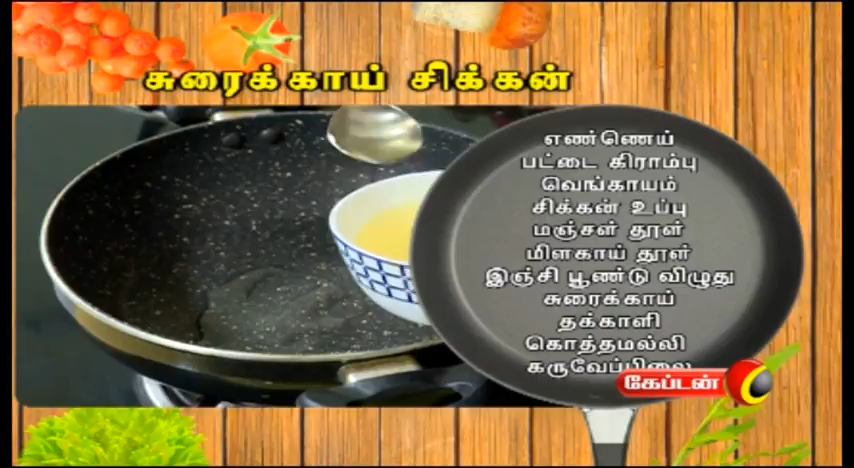 சுரைக்காய் சிக்கன்
எண்ணெய்
பட்டை கிராம்பு
வெங்காயம்
சிக்கன் உப்பு
மஞ்சள் தூள்
மிளகாய் தூள்
இஞ்சி பூண்டு விழுது
சுரைக்காய்
தக்காளி
கொத்தமல்லி
கருவேப்பிலை
கேப்டன்